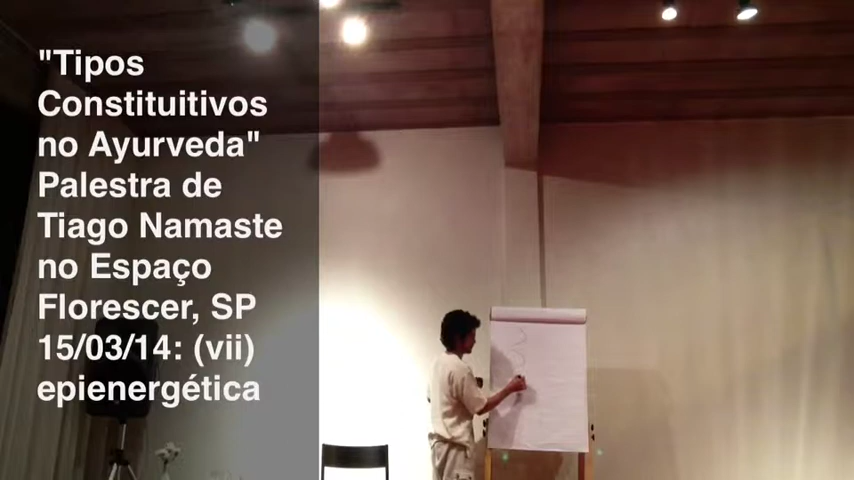 "Tipos
Constituitivos
no Ayurveda"
Palestra de
Tiago Namaste
no Espaço
Florescer, SP
15/03/14: (vii)
epienergética